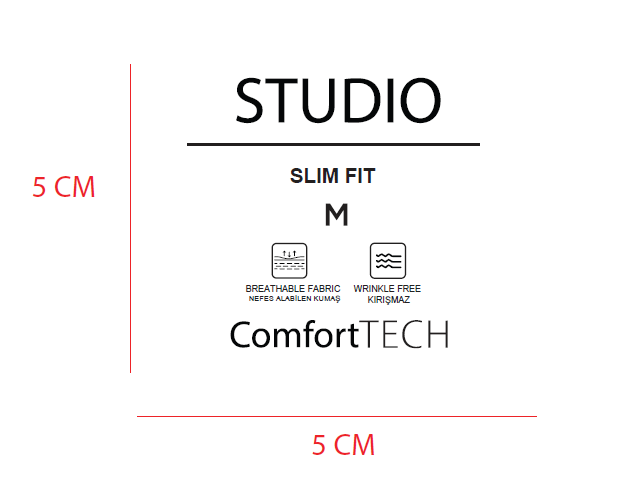 STUDIO
5 CM
SLIM FIT
M
BREATHABLE FABRIC
NEFES ALABİLEN KUMAŞ
WRINKLE FREE
KIRIŞMAZ
ComfortTECH
5 CM